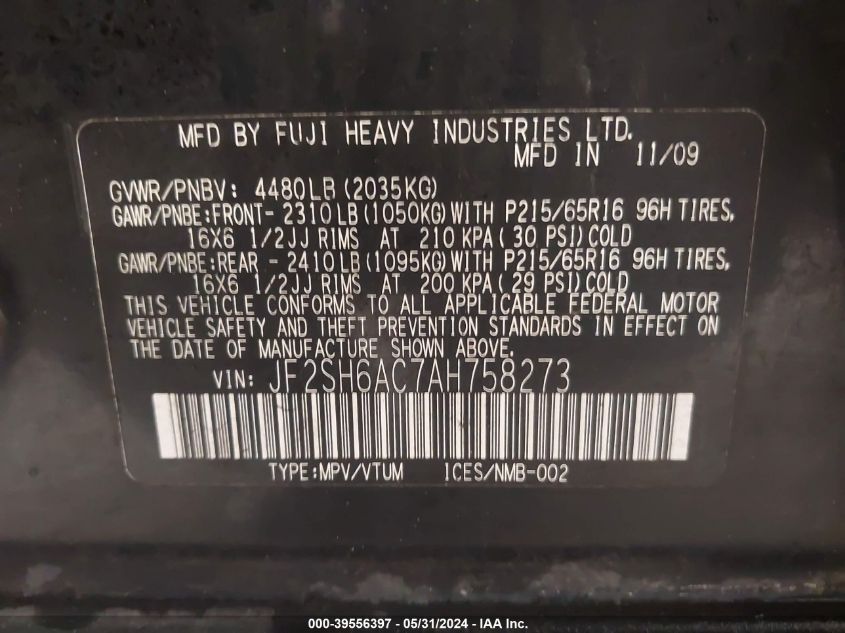 MFD BY FUJI HEAVY INDUSTRIES LTD.
MFD IN 11/09
GVWR/PNBV: 4480LB (2035KG)
GAWR/PNBE:FRONT- 2310LB (1050KG) WITH P215/65R16 96H TIRES,
16X6 1/2JJ RIMS AT 210 KPA (30 PSI) COLD
GAWR/PNBE:REAR - 2410LB (1095KG) WITH P215/65R16 96H TIRES,
16X6 1/2JJ RIMS AT 200 KPA (29 PSI) COLD
THIS VEHICLE CONFORMS TO ALL APPLICABLE FEDERAL MOTOR
VEHICLE SAFETY AND THEFT PREVENTION STANDARDS IN EFFECT ON
THE DATE OF MANUFACTURE SHOWN ABOVE.
VIN: JF2SH6AC7AH758273
TYPE:MPV/VTUM ICES/NMB-002
000-39556397 - 05/31/2024 - IAA Inc.